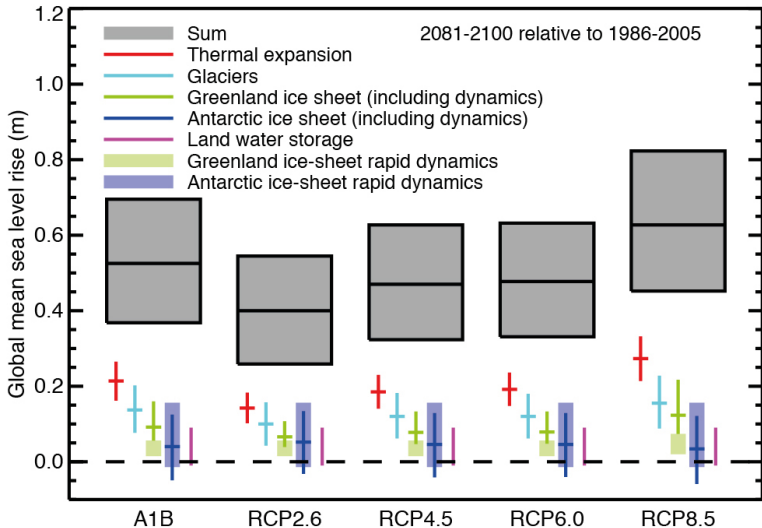 1.2
1.0
0.8
0.6
0.4
0.2
0.0
Global mean sea level rise (m)
2081-2100 relative to 1986-2005
Sum
Thermal expansion
Glaciers
Greenland ice sheet (including dynamics)
Antarctic ice sheet (including dynamics)
Land water storage
Greenland ice-sheet rapid dynamics
Antarctic ice-sheet rapid dynamics
A1B RCP2.6 RCP4.5 RCP6.0 RCP8.5